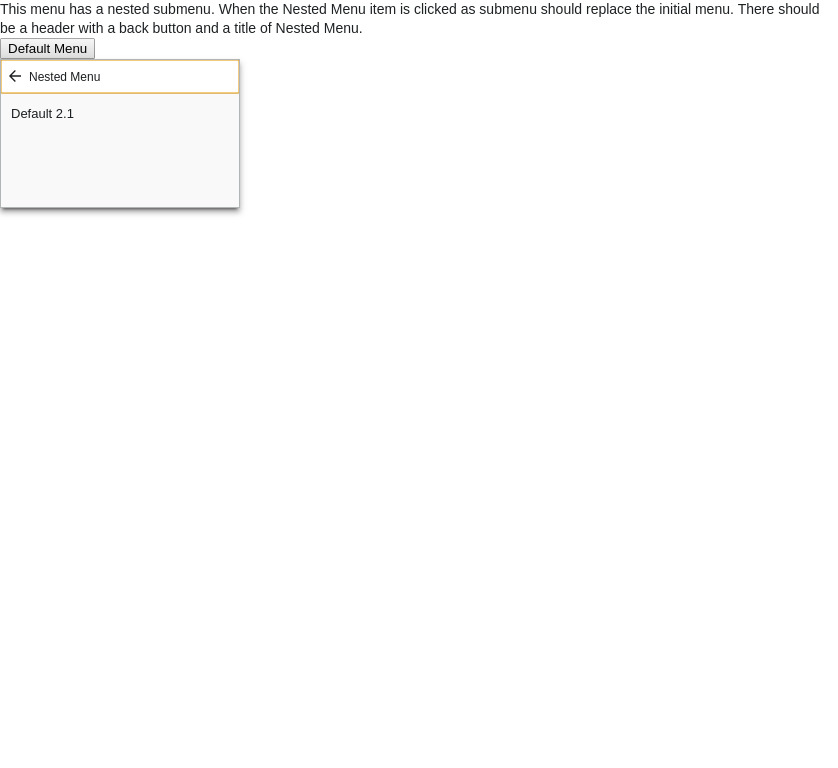 This menu has a nested submenu. When the Nested Menu item is clicked as submenu should replace the initial menu. There should
be a header with a back button and a title of Nested Menu.
Default Menu
Nested Menu
Default 2.1